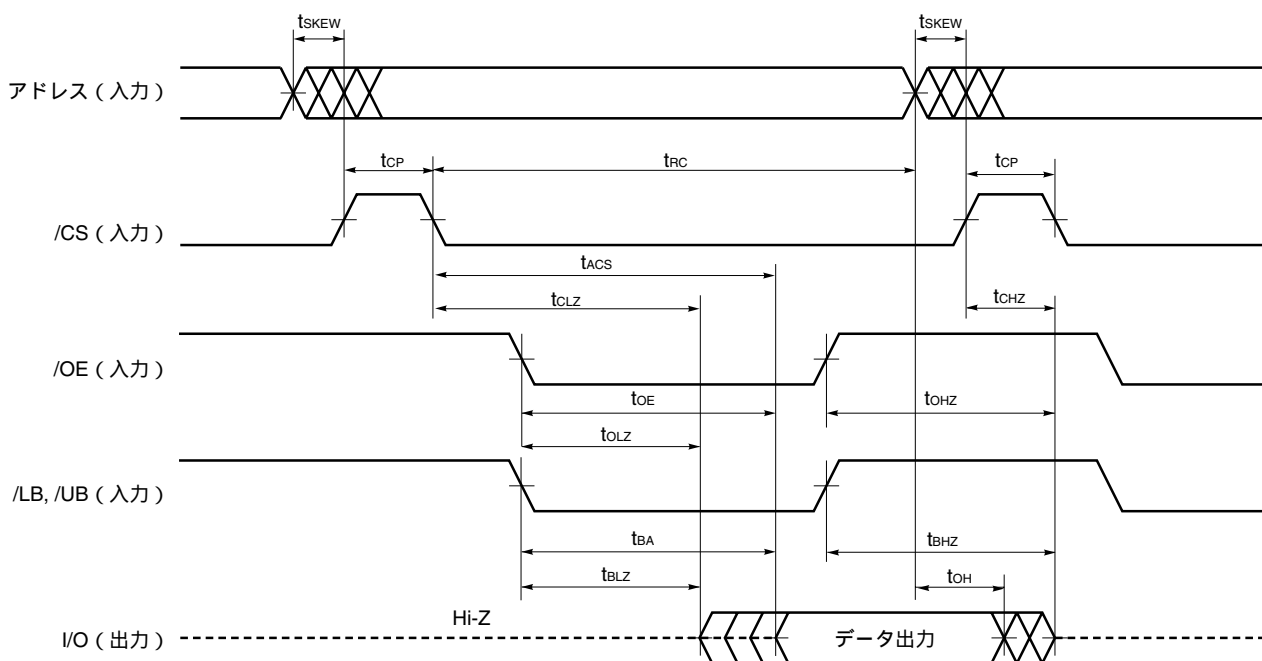 tSKEW tSKEW
アドレス（入力）
tCP tRC tCP
/CS（入力）
tACS
tCLZ tCHZ
/OE（入力）
tOE tOHZ
tOLZ
/LB, /UB（入力）
tBA tBHZ
tBLZ tOH
Hi-Z
I/O（出力） データ出力